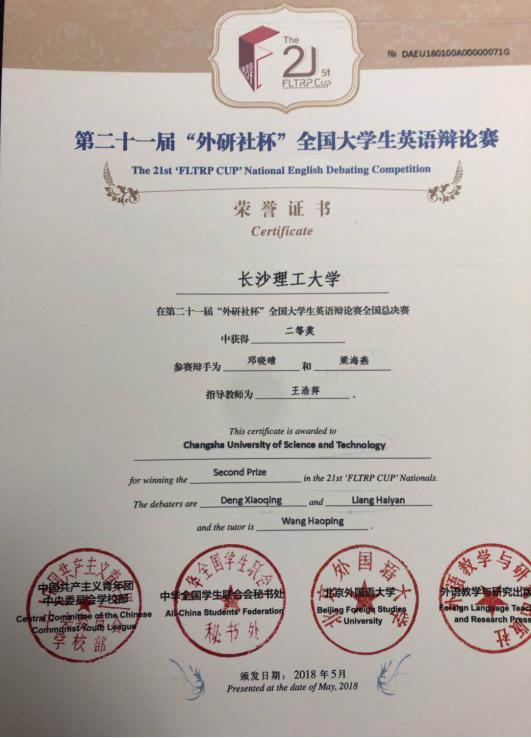 The
21st
FLTRP CUP
№ DAEU180100A00000071G
第二十一届“外研社杯”全国大学生英语辩论赛
The 21st ‘FLTRP CUP’ National English Debating Competition
荣誉证书
Certificate
长沙理工大学
在第二十一届“外研社杯”全国大学生英语辩论赛全国总决赛
中获得 二等奖
参赛辩手为 邓晓晴 和 梁海燕
指导教师为 王浩萍 。
This certificate is awarded to
Changsha University of Science and Technology
for winning the Second Prize in the 21st ‘FLTRP CUP’ Nationals.
The debaters are Deng Xiaoqing and Liang Haiyan
and the tutor is Wang Haoping .
中国共产主义青年团
中央委员会学校部
Central Committee of the Chinese
Communist Youth League
学校部
中华全国学生联合会秘书处
All-China Students' Federation
秘书处
北京外国语大学
Beijing Foreign Studies
University
外语教学与研究出版
Foreign Language Teac
and Research Press
颁发日期: 2018 年 5月
Presented at the date of May, 2018